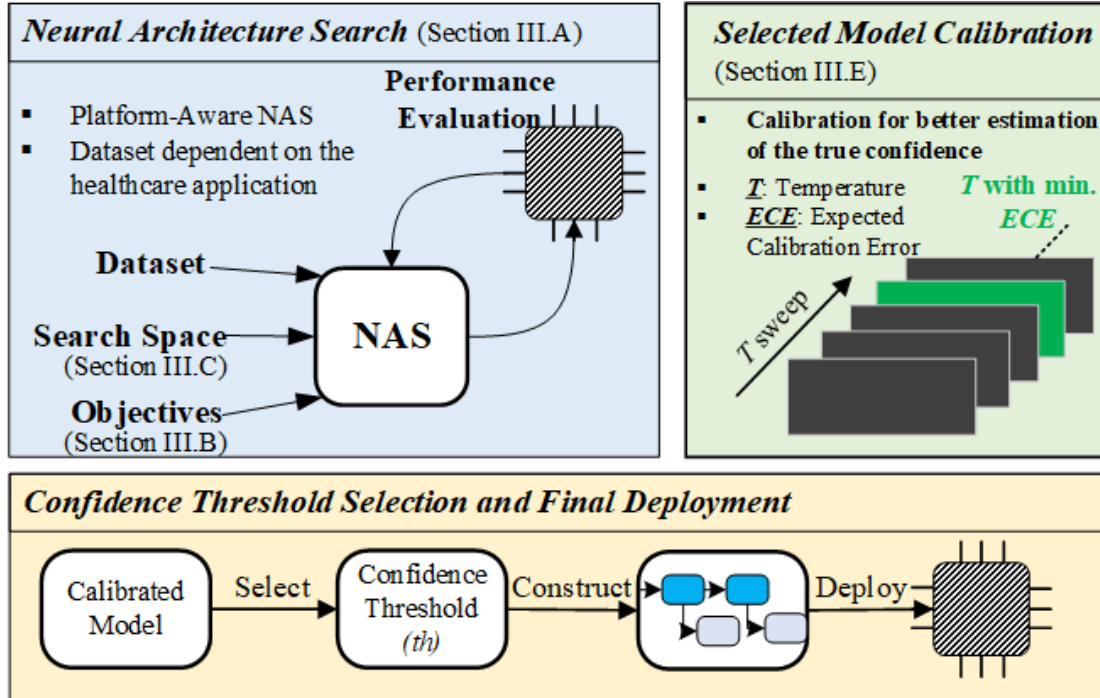 Neural Architecture Search (Section III.A)
Performance
Evaluation
▪ Platform-Aware NAS
▪ Dataset dependent on the
healthcare application
Dataset
Search Space
(Section III.C)
Objectives
(Section III.B)
NAS
Selected Model Calibration
(Section III.E)
▪ Calibration for better estimation
of the true confidence
▪ T: Temperature
▪ ECE: Expected
Calibration Error
T with min.
ECE
T sweep
Confidence Threshold Selection and Final Deployment
Calibrated
Model
Select
Confidence
Threshold
(th)
Construct
Deploy